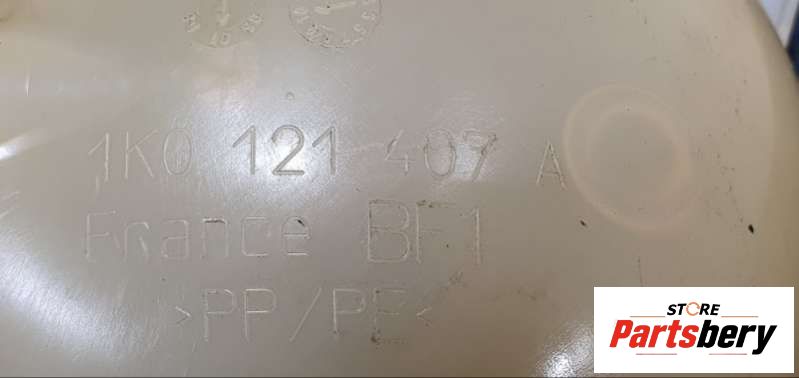 1K0 121 407 A
France BF1
>PP/PE<
STORE
Partsbery